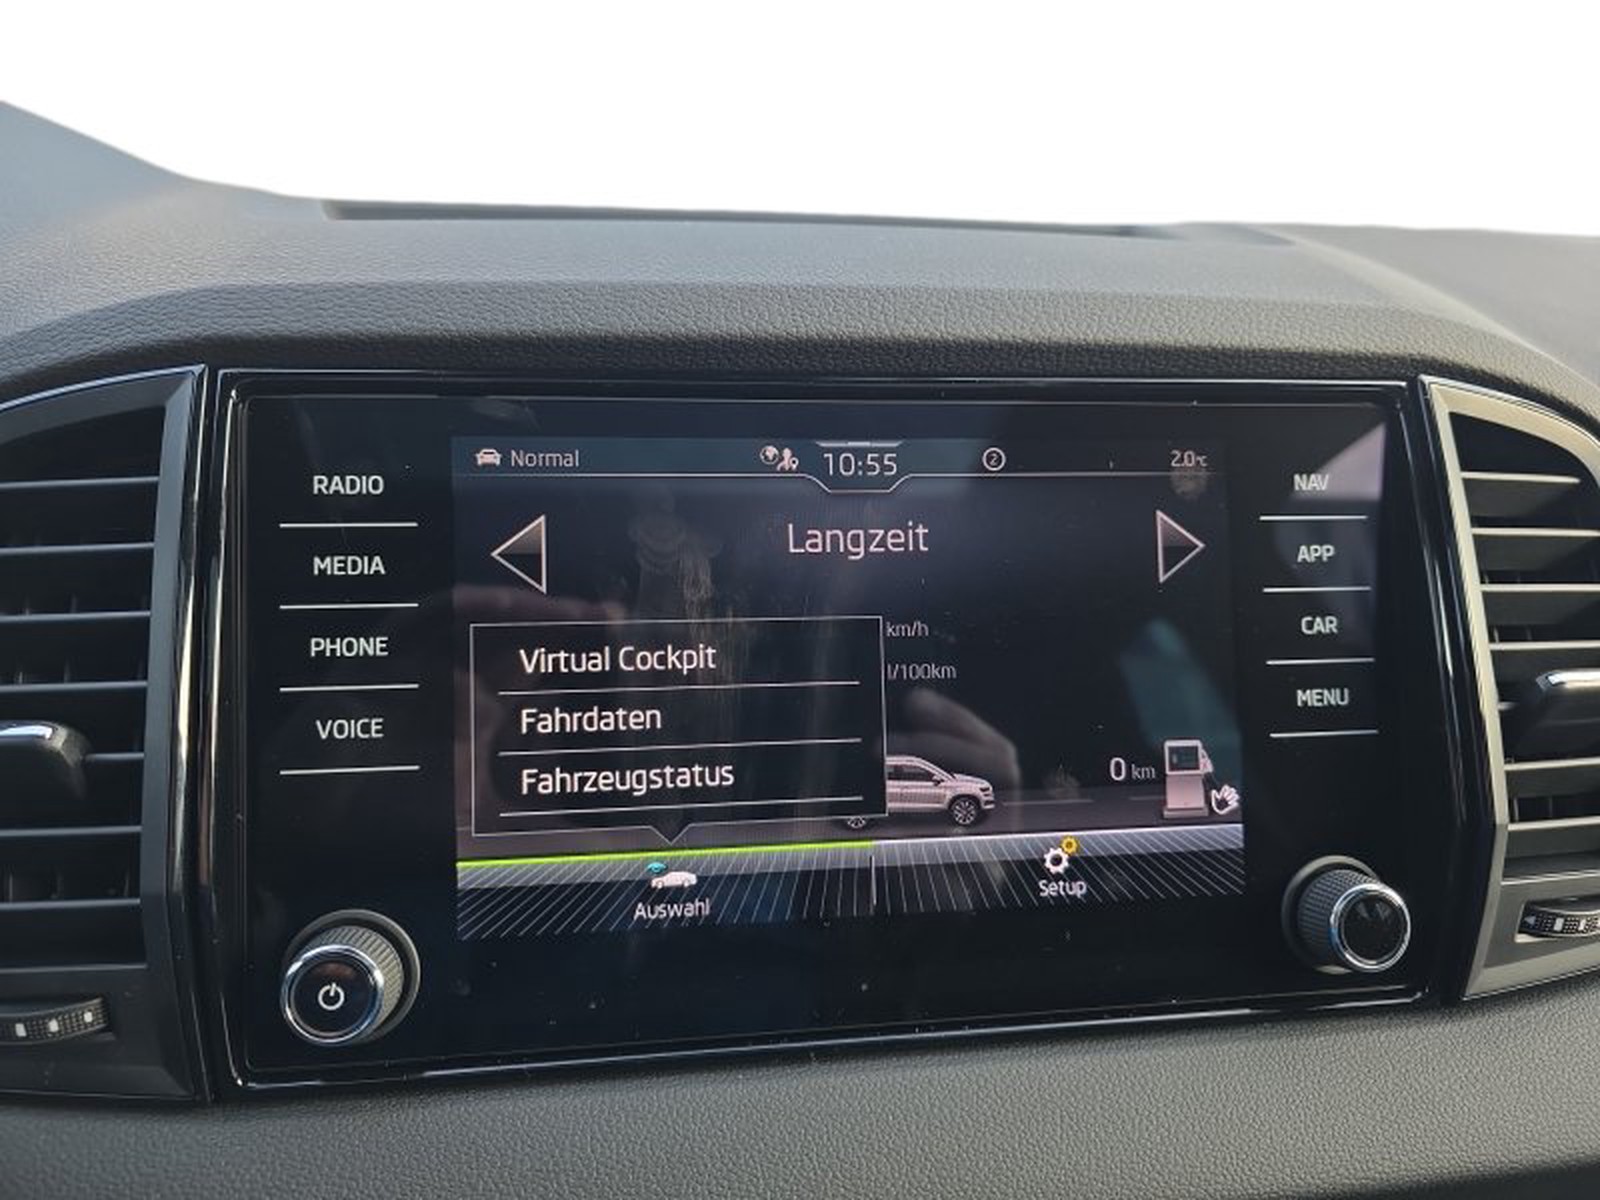 RADIO
MEDIA
PHONE
VOICE
Normal
10:55
2
2.0°C
Langzeit
km/h
l/100km
Virtual Cockpit
Fahrdaten
Fahrzeugstatus
0 km
Auswahl
Setup
NAV
APP
CAR
MENU